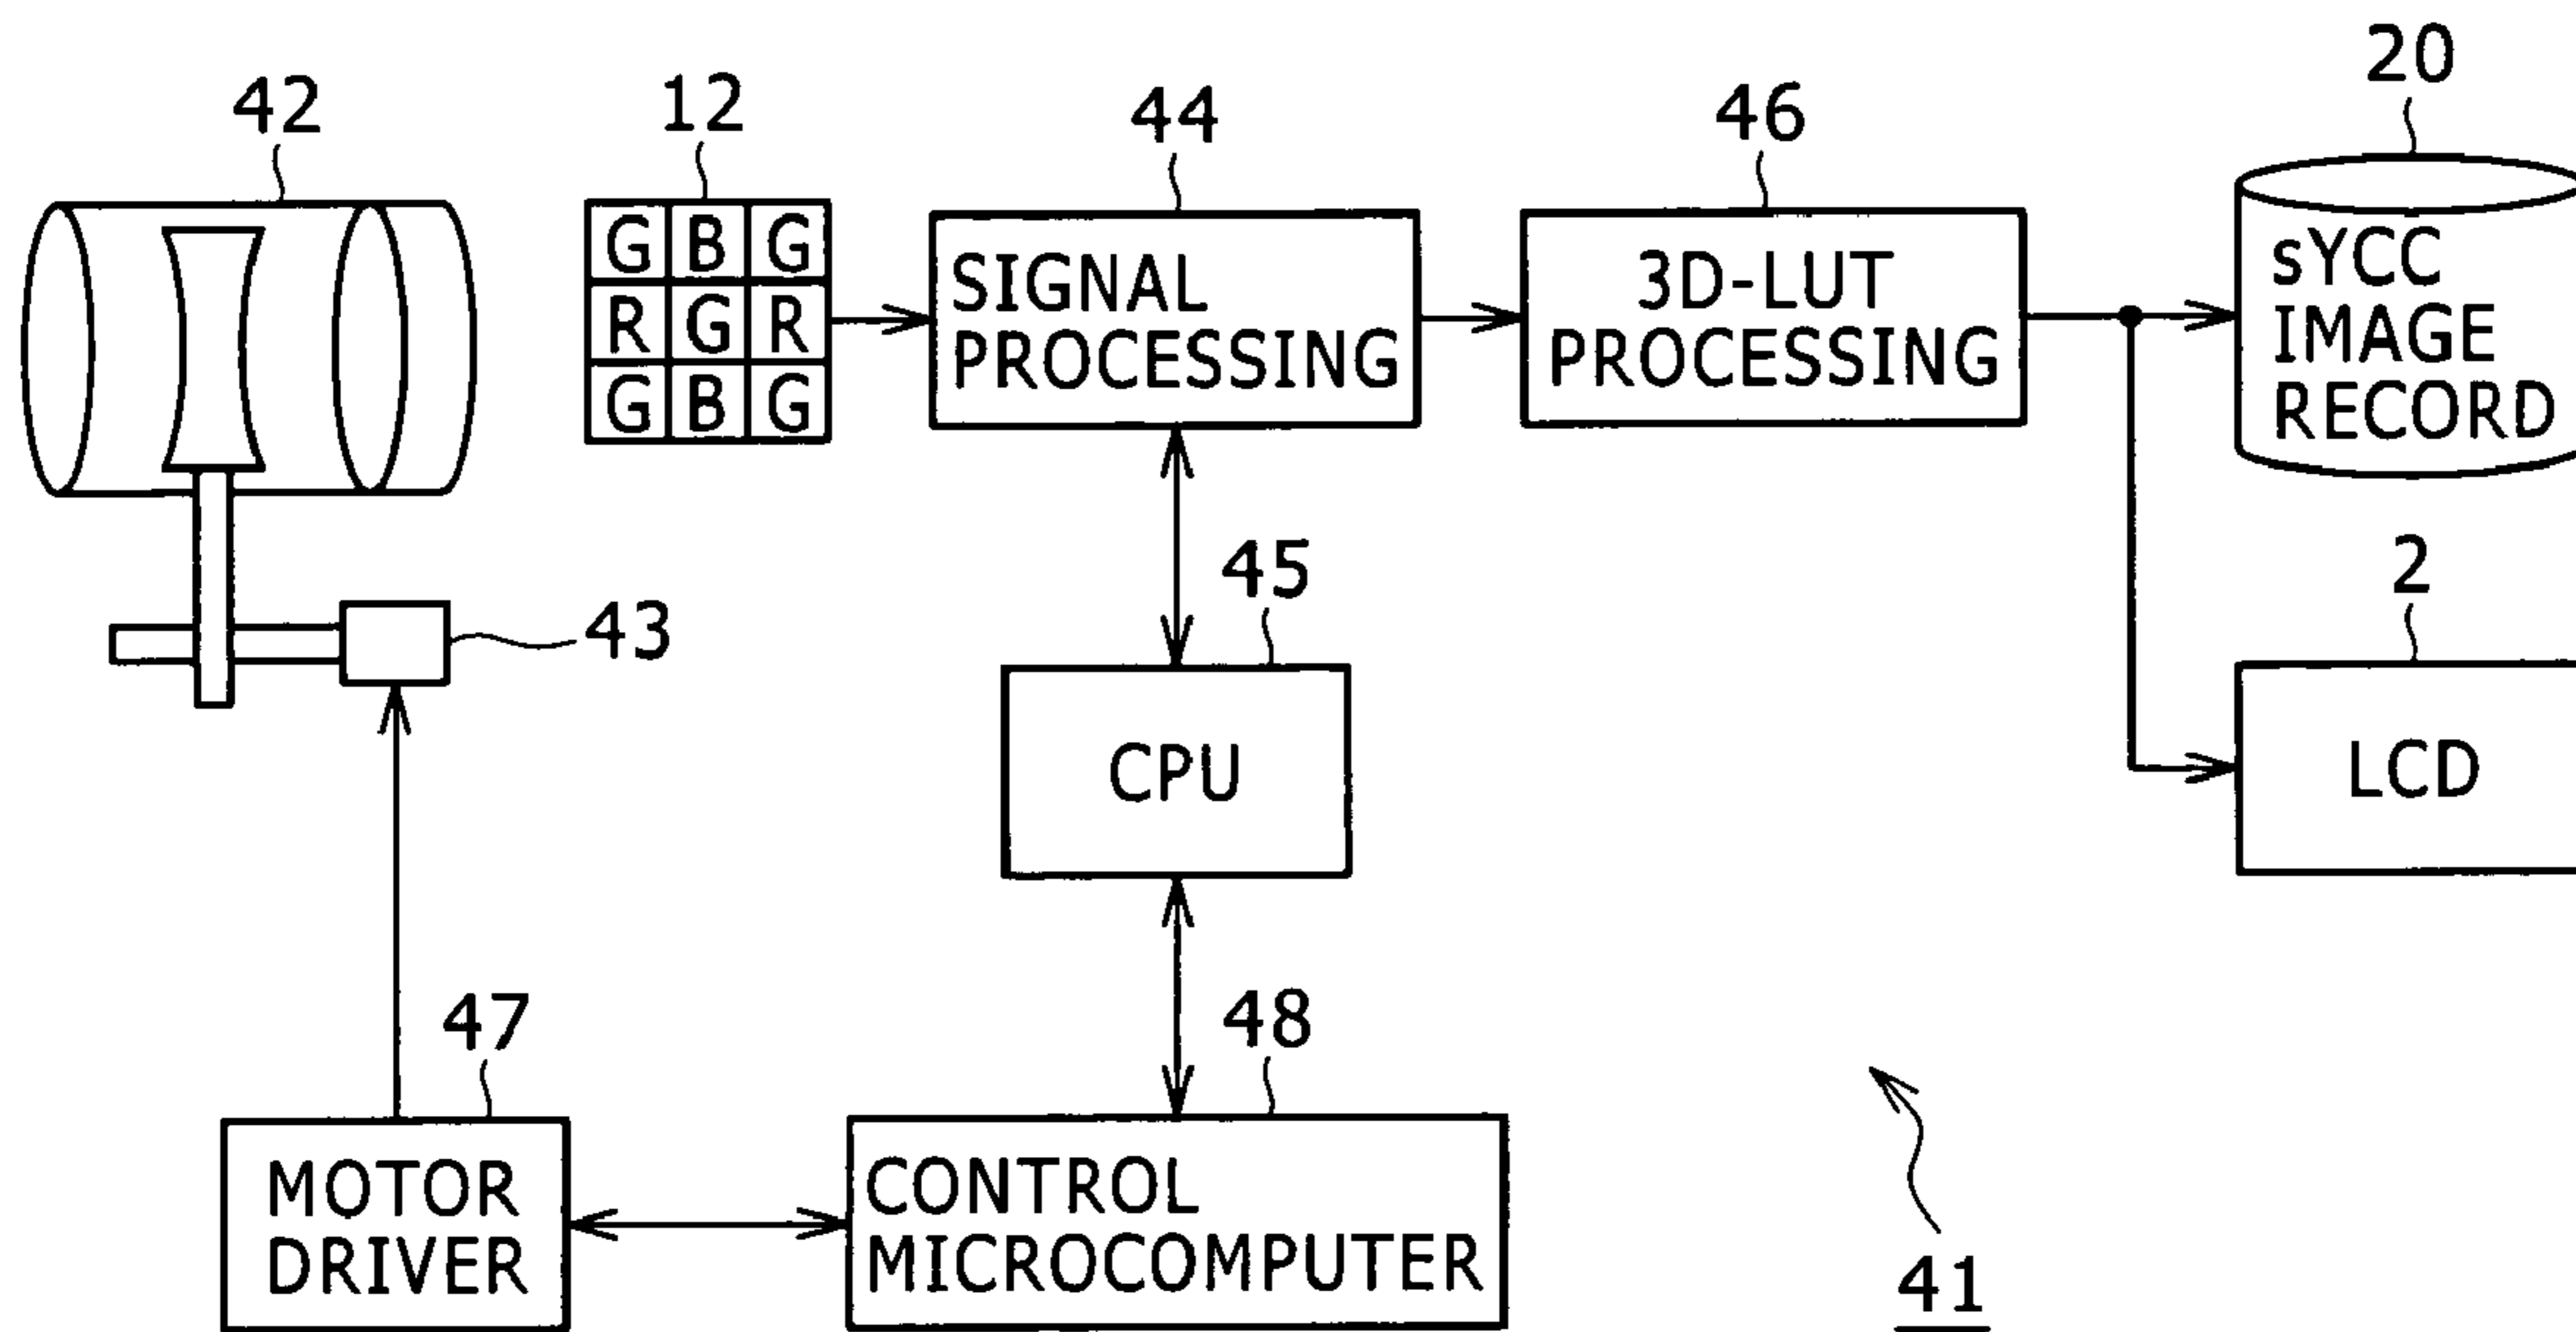 42
12
44
46
20
G B G
R G R
G B G
SIGNAL
PROCESSING
3D-LUT
PROCESSING
sYCC
IMAGE
RECORD
43
45
2
CPU
LCD
47
48
MOTOR
DRIVER
CONTROL
MICROCOMPUTER
41